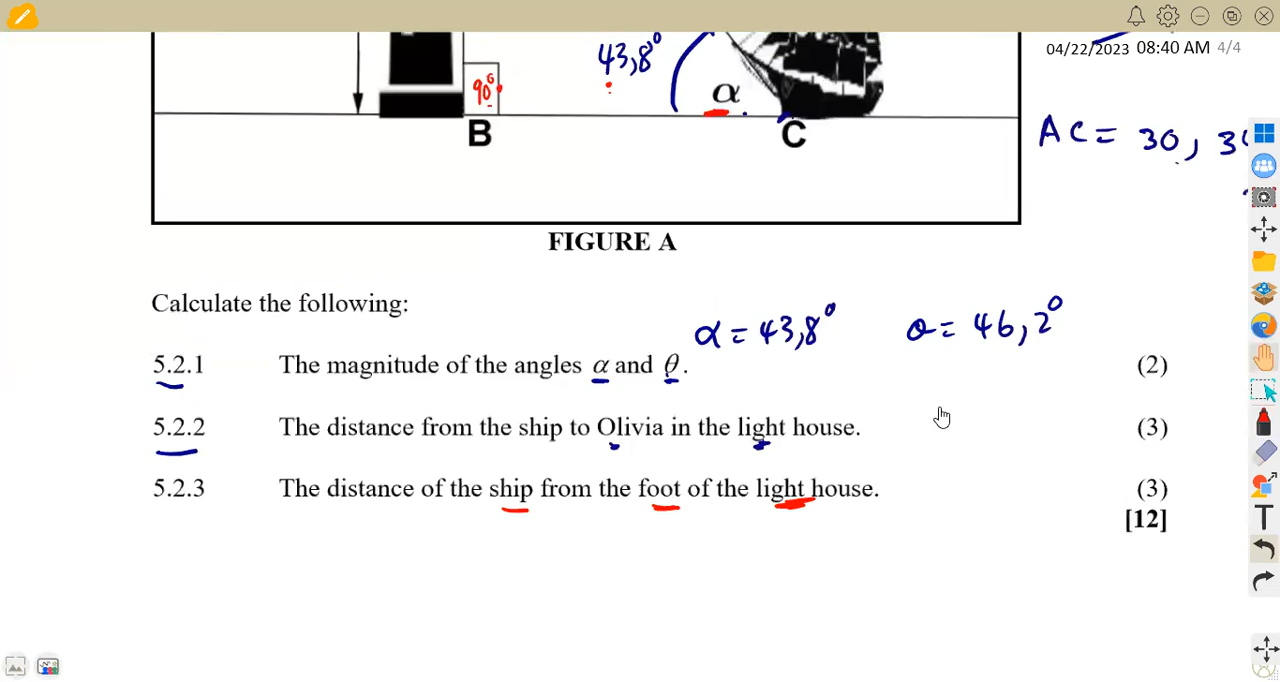 04/22/2023 08:40 AM 4/4
43,8°
90°
α
B
C
AC = 30,
FIGURE A
Calculate the following:
α = 43,8° θ = 46,2°
5.2.1 The magnitude of the angles α and θ. (2)
5.2.2 The distance from the ship to Olivia in the light house. (3)
5.2.3 The distance of the ship from the foot of the light house. (3)
[12]
T